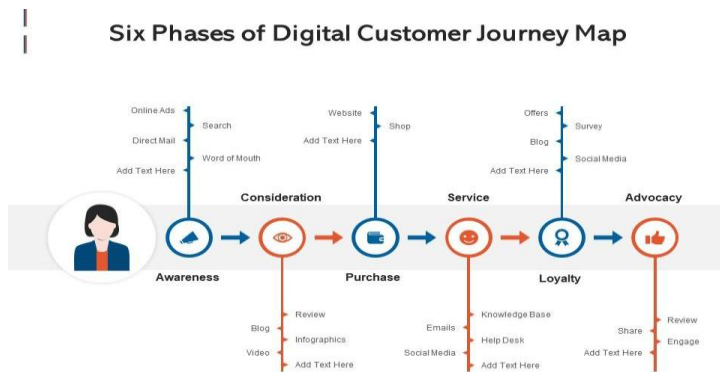 Six Phases of Digital Customer Journey Map
Online Ads
Search
Direct Mail
Word of Mouth
Add Text Here
Website
Shop
Add Text Here
Offers
Survey
Blog
Social Media
Add Text Here
Consideration
Service
Advocacy
Awareness
Purchase
Loyalty
Review
Blog
Infographics
Video
Add Text Here
Knowledge Base
Emails
Help Desk
Social Media
Add Text Here
Review
Share
Engage
Add Text Here